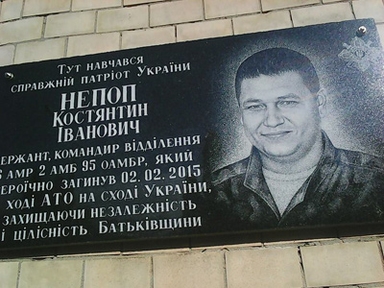 Тут навчався
справжній патріот України
НЕПОП
КОСТЯНТИН
ІВАНОВИЧ
ЕРЖАНТ, КОМАНДИР ВІДДІЛЕННЯ
АМР 2 АМБ 95 ОАМБР, ЯКИЙ
ЕРОЇЧНО ЗАГИНУВ 02. 02. 2015
ХОДІ АТО НА СХОДІ УКРАЇНИ,
ЗАХИЩАЮЧИ НЕЗАЛЕЖНІСТЬ
І ЦІЛІСНІСТЬ БАТЬКІВЩИНИ